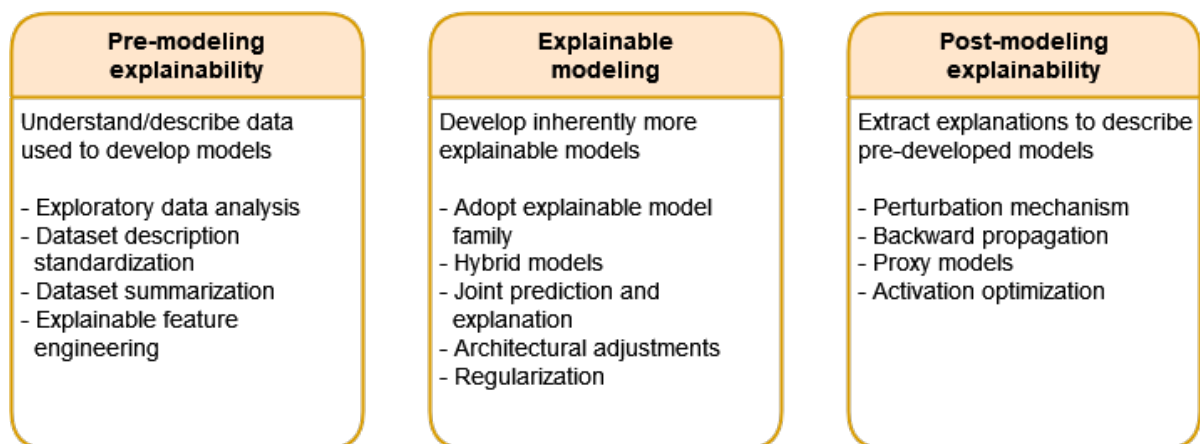 Pre-modeling
explainability
Understand/describe data
used to develop models
- Exploratory data analysis
- Dataset description
standardization
- Dataset summarization
- Explainable feature
engineering
Explainable
modeling
Develop inherently more
explainable models
- Adopt explainable model
family
- Hybrid models
- Joint prediction and
explanation
- Architectural adjustments
- Regularization
Post-modeling
explainability
Extract explanations to describe
pre-developed models
- Perturbation mechanism
- Backward propagation
- Proxy models
- Activation optimization